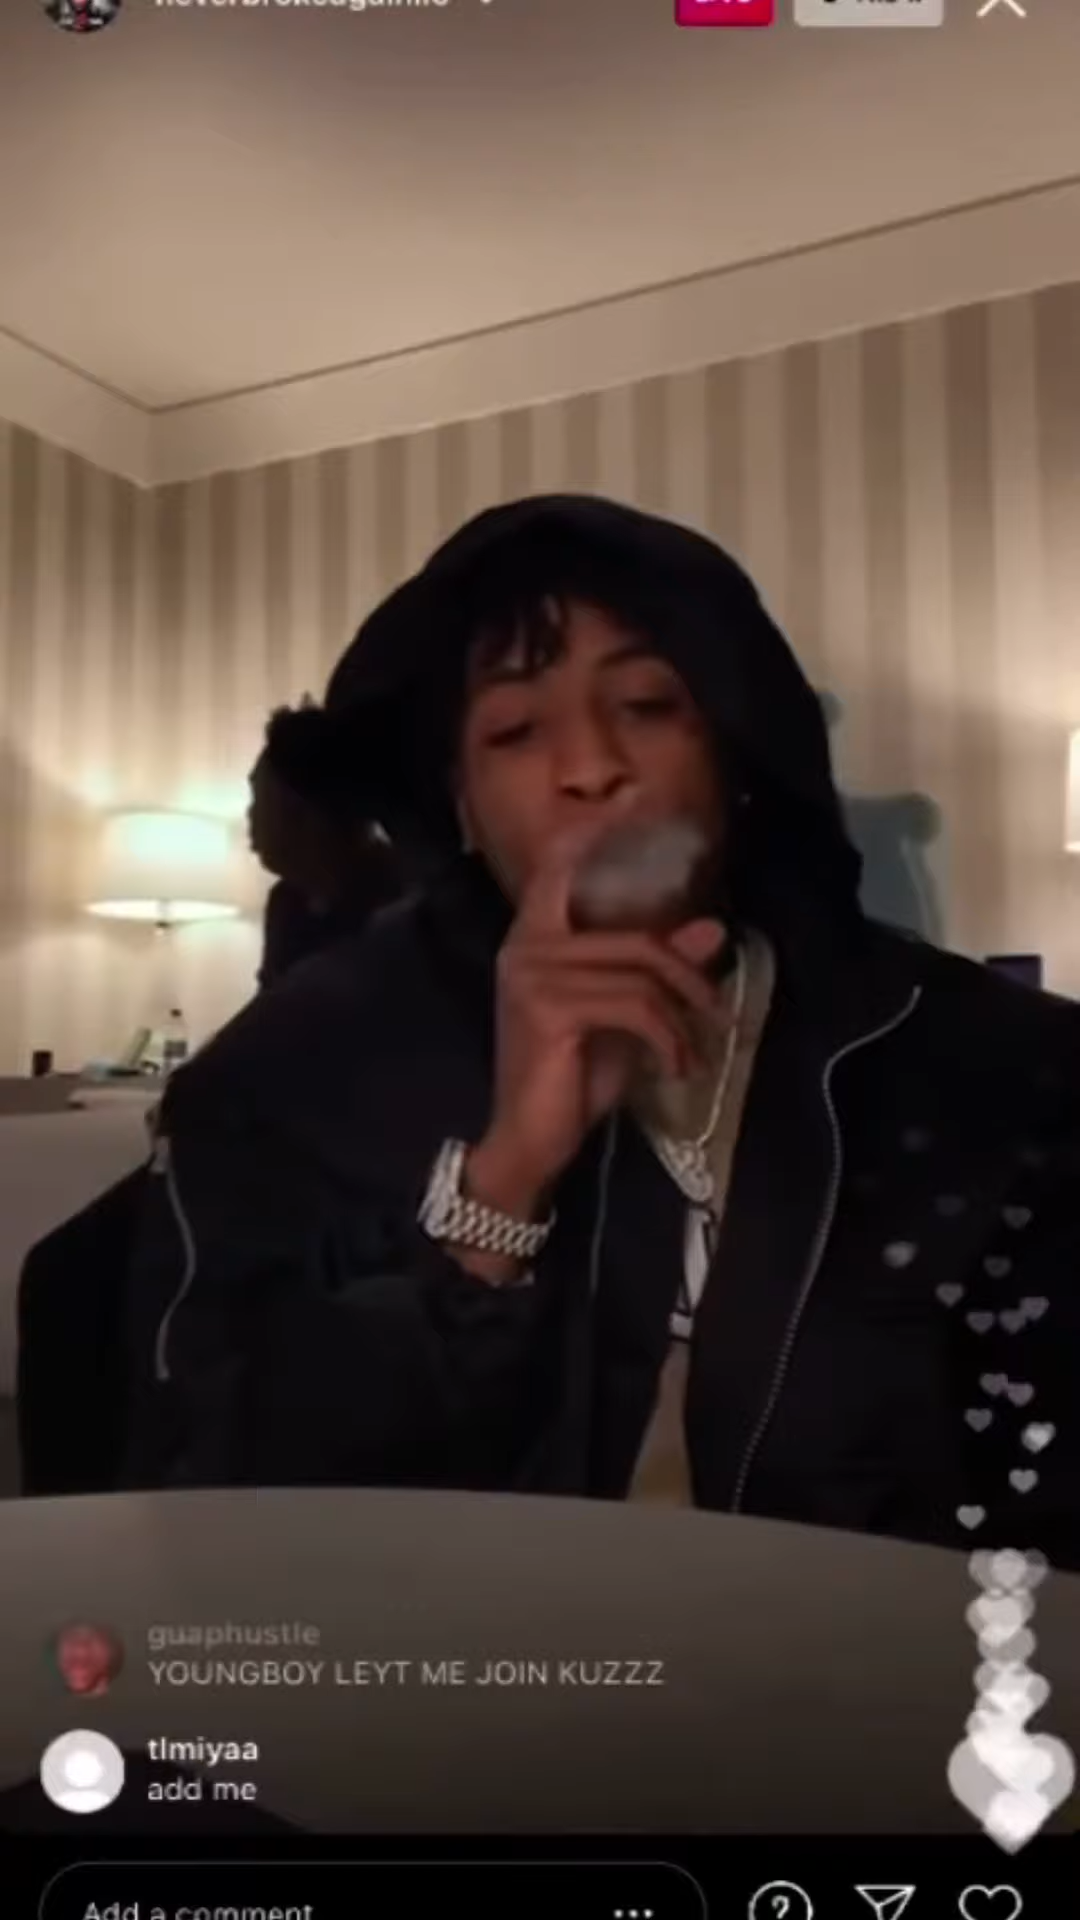 guaphustle
YOUNGBOY LEYT ME JOIN KUZZZ
tlmiyaa
add me
Add a comment
...